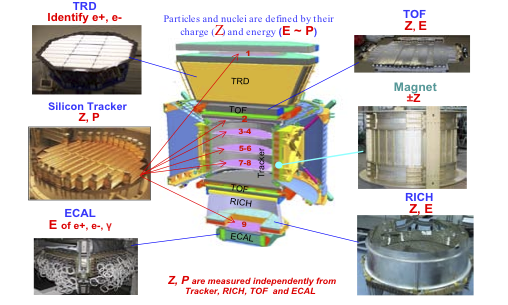 TRD
Identify e+, e-
Particles and nuclei are defined by their
charge (Z) and energy (E ~ P)
TOF
Z, E
1
TRD
Silicon Tracker
Z, P
Magnet
±Z
TOF
2
3-4
5-6
7-8
Tracker
TOF
RICH
9
ECAL
ECAL
E of e+, e-, γ
RICH
Z, E
Z, P are measured independently from
Tracker, RICH, TOF and ECAL